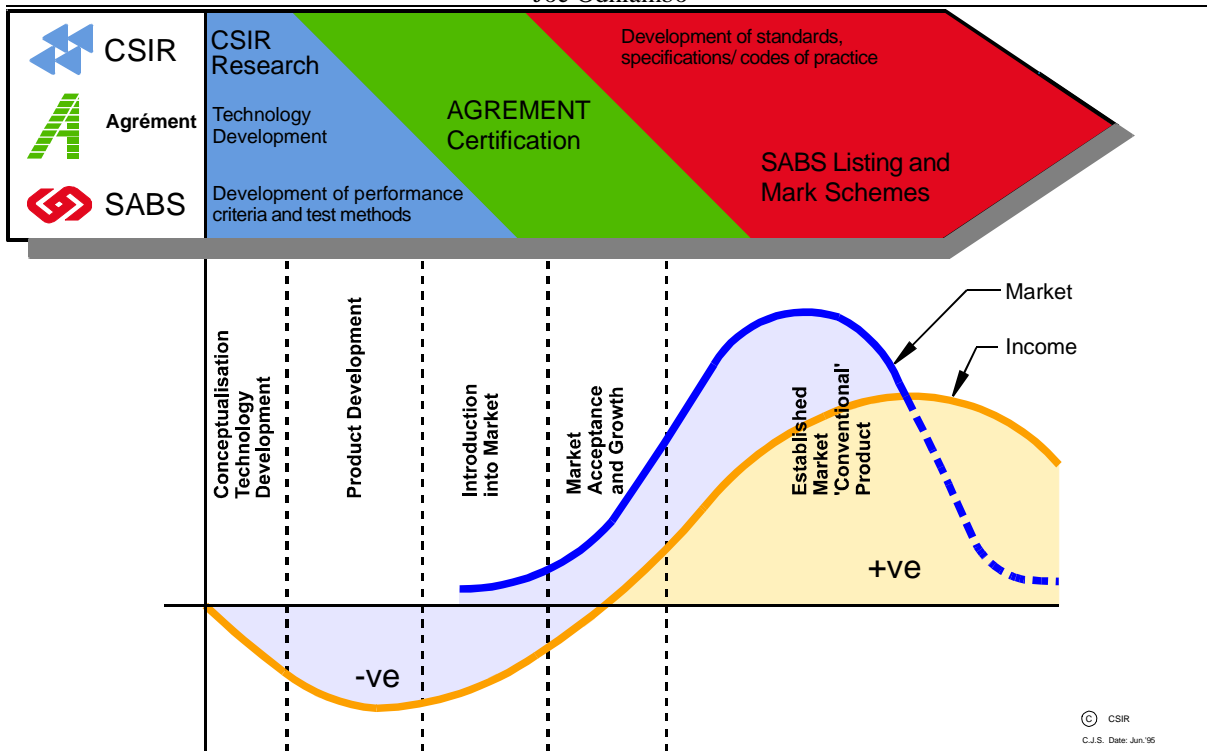 CSIR
Agrément
SABS
CSIR
Research
Technology
Development
Development of performance
criteria and test methods
AGREMENT
Certification
Development of standards,
specifications/ codes of practice
SABS Listing and
Mark Schemes
Conceptualisation
Technology
Development
Product Development
Introduction
into Market
Market
Acceptance
and Growth
Established
Market
'Conventional'
Product
Market
Income
+ve
-ve
© CSIR
C.J.S. Date: Jun.'95